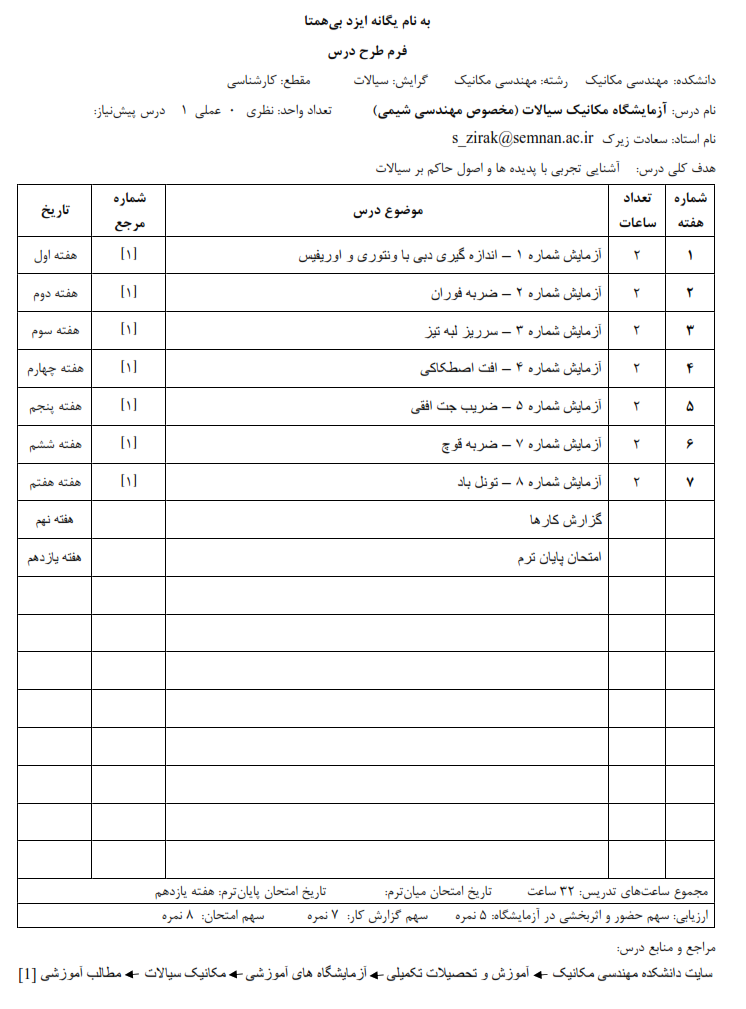 به نام یگانه ایزد بی‌همتا
فرم طرح درس
دانشکده: مهندسی مکانیک رشته: مهندسی مکانیک گرایش: سیالات مقطع: کارشناسی
نام درس: آزمایشگاه مکانیک سیالات (مخصوص مهندسی شیمی) تعداد واحد: نظری ۰ عملی ۱ درس پیش‌نیاز:
نام استاد: سعادت زیرک s_zirak@semnan.ac.ir
هدف کلی درس: آشنایی تجربی با پدیده ها و اصول حاکم بر سیالات
شماره هفته تعداد ساعات موضوع درس شماره مرجع تاریخ
۱ ۲ آزمایش شماره ۱ – اندازه گیری دبی با ونتوری و اوریفیس [۱] هفته اول
۲ ۲ آزمایش شماره ۲ – ضربه فوران [۱] هفته دوم
۳ ۲ آزمایش شماره ۳ – سرریز لبه تیز [۱] هفته سوم
۴ ۲ آزمایش شماره ۴ – افت اصطکاکی [۱] هفته چهارم
۵ ۲ آزمایش شماره ۵ – ضریب جت افقی [۱] هفته پنجم
۶ ۲ آزمایش شماره ۷ – ضربه قوچ [۱] هفته ششم
۷ ۲ آزمایش شماره ۸ – تونل باد [۱] هفته هفتم
گزارش کارها هفته نهم
امتحان پایان ترم هفته یازدهم
مجموع ساعت‌های تدریس: ۳۲ ساعت تاریخ امتحان میان‌ترم: تاریخ امتحان پایان‌ترم: هفته یازدهم
ارزیابی: سهم حضور و اثربخشی در آزمایشگاه: ۵ نمره سهم گزارش کار: ۷ نمره سهم امتحان: ۸ نمره
مراجع و منابع درس:
سایت دانشکده مهندسی مکانیک ← آموزش و تحصیلات تکمیلی ← آزمایشگاه های آموزشی ← مکانیک سیالات ← مطالب آموزشی [1]